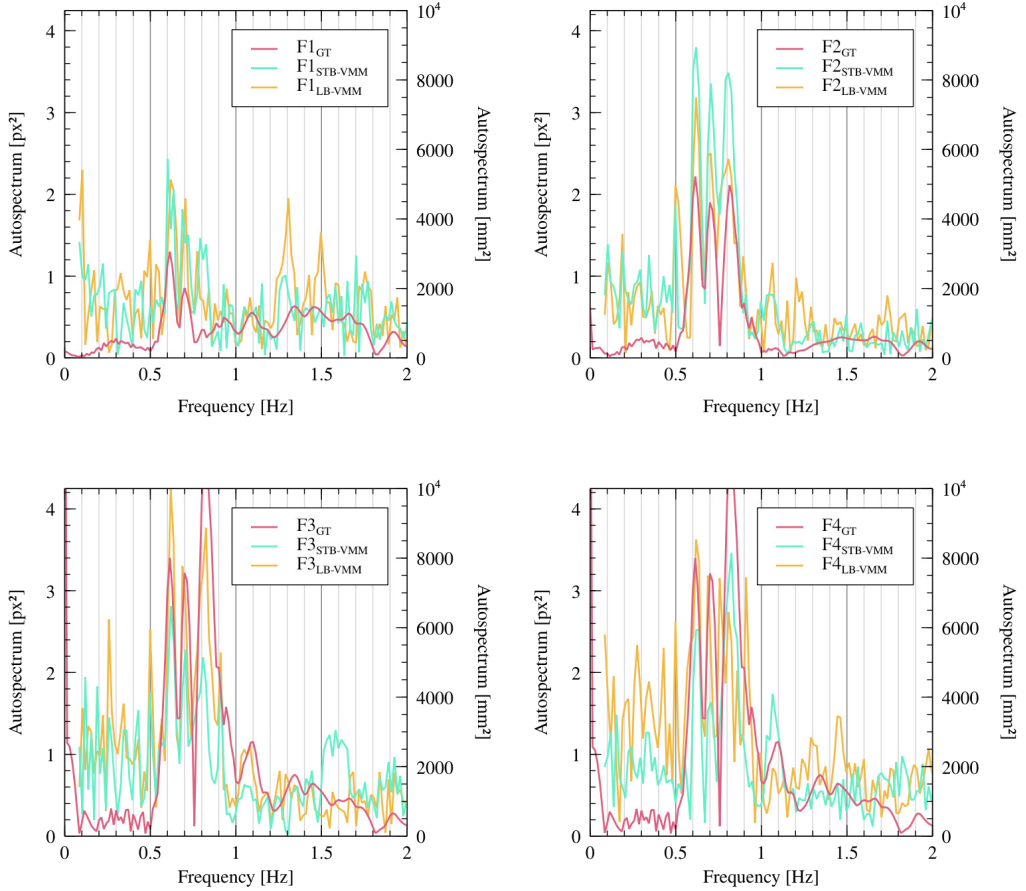 10⁴
4
F1GT
F1STB-VMM
F1LB-VMM
8000
3
6000
2
4000
1
2000
0
0
0
0.5
1
1.5
2
Autospectrum [px²]
Autospectrum [mm²]
Frequency [Hz]
10⁴
4
F2GT
F2STB-VMM
F2LB-VMM
8000
3
6000
2
4000
1
2000
0
0
0
0.5
1
1.5
2
Autospectrum [px²]
Autospectrum [mm²]
Frequency [Hz]
10⁴
4
F3GT
F3STB-VMM
F3LB-VMM
8000
3
6000
2
4000
1
2000
0
0
0
0.5
1
1.5
2
Autospectrum [px²]
Autospectrum [mm²]
Frequency [Hz]
10⁴
4
F4GT
F4STB-VMM
F4LB-VMM
8000
3
6000
2
4000
1
2000
0
0
0
0.5
1
1.5
2
Autospectrum [px²]
Autospectrum [mm²]
Frequency [Hz]